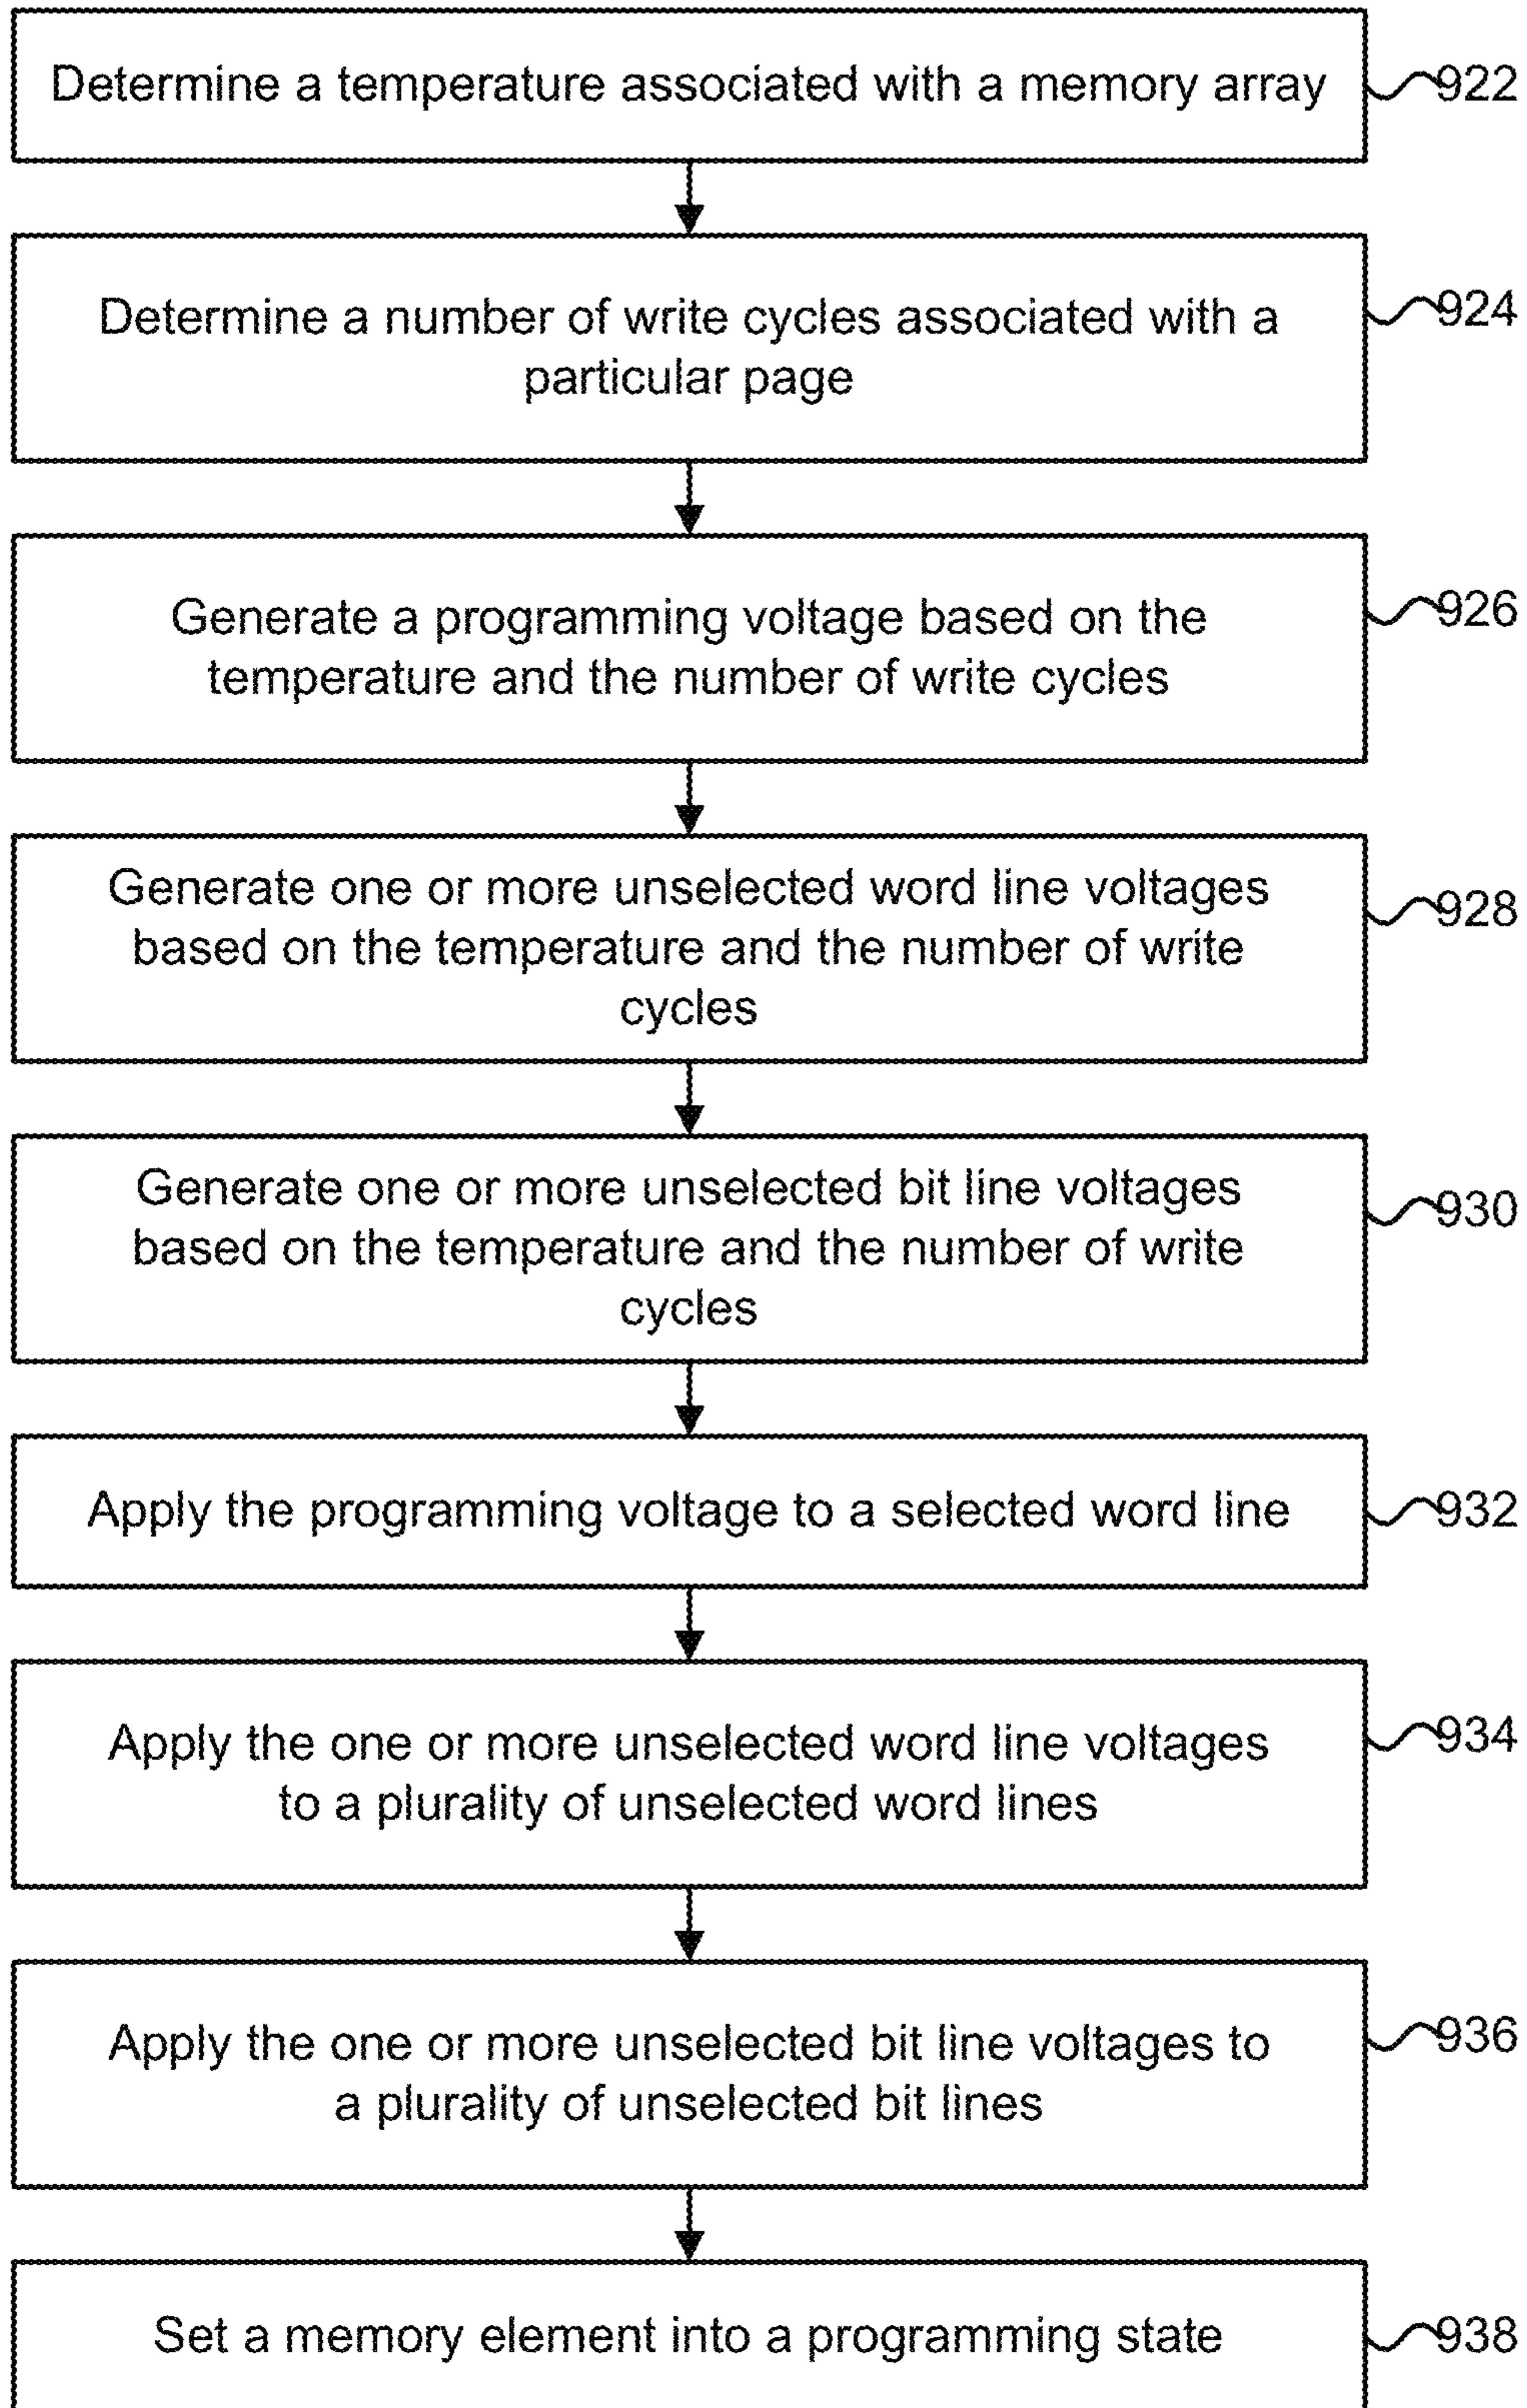 Determine a temperature associated with a memory array
922
Determine a number of write cycles associated with a
particular page
924
Generate a programming voltage based on the
temperature and the number of write cycles
926
Generate one or more unselected word line voltages
based on the temperature and the number of write
cycles
928
Generate one or more unselected bit line voltages
based on the temperature and the number of write
cycles
930
Apply the programming voltage to a selected word line
932
Apply the one or more unselected word line voltages
to a plurality of unselected word lines
934
Apply the one or more unselected bit line voltages to
a plurality of unselected bit lines
936
Set a memory element into a programming state
938